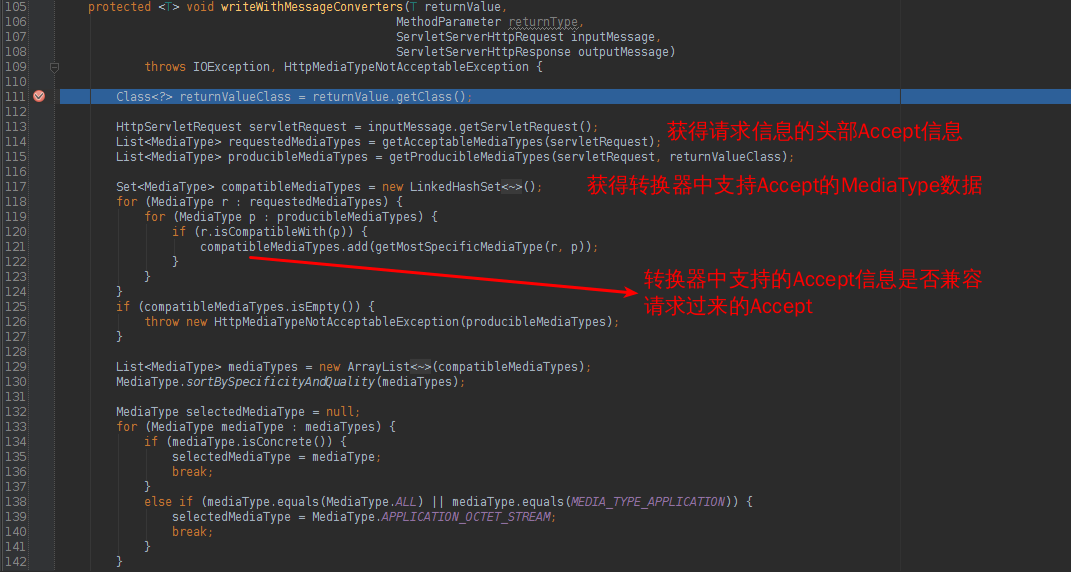 105 protected <T> void writeWithMessageConverters(T returnValue,
106 MethodParameter returnType,
107 ServletServerHttpRequest inputMessage,
108 ServletServerHttpResponse outputMessage)
109 throws IOException, HttpMediaTypeNotAcceptableException {
110
111 Class<?> returnValueClass = returnValue.getClass();
112
113 HttpServletRequest servletRequest = inputMessage.getServletRequest();
获得请求信息的头部Accept信息
114 List<MediaType> requestedMediaTypes = getAcceptableMediaTypes(servletRequest);
115 List<MediaType> producibleMediaTypes = getProducibleMediaTypes(servletRequest, returnValueClass);
116
117 Set<MediaType> compatibleMediaTypes = new LinkedHashSet<~>();
获得转换器中支持Accept的MediaType数据
118 for (MediaType r : requestedMediaTypes) {
119 for (MediaType p : producibleMediaTypes) {
120 if (r.isCompatibleWith(p)) {
121 compatibleMediaTypes.add(getMostSpecificMediaType(r, p));
122 }
123 }
转换器中支持的Accept信息是否兼容
请求过来的Accept
124 }
125 if (compatibleMediaTypes.isEmpty()) {
126 throw new HttpMediaTypeNotAcceptableException(producibleMediaTypes);
127 }
128
129 List<MediaType> mediaTypes = new ArrayList<~>(compatibleMediaTypes);
130 MediaType.sortBySpecificityAndQuality(mediaTypes);
131
132 MediaType selectedMediaType = null;
133 for (MediaType mediaType : mediaTypes) {
134 if (mediaType.isConcrete()) {
135 selectedMediaType = mediaType;
136 break;
137 }
138 else if (mediaType.equals(MediaType.ALL) || mediaType.equals(MEDIA_TYPE_APPLICATION)) {
139 selectedMediaType = MediaType.APPLICATION_OCTET_STREAM;
140 break;
141 }
142 }